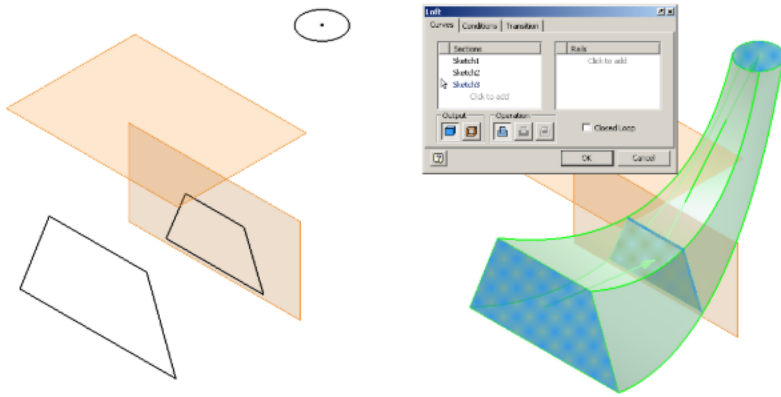 Loft
Curves Conditions Transition
Sections
Sketch1
Sketch2
Sketch3
Click to add
Rails
Click to add
Output
Operation
Closed Loop
OK
Cancel